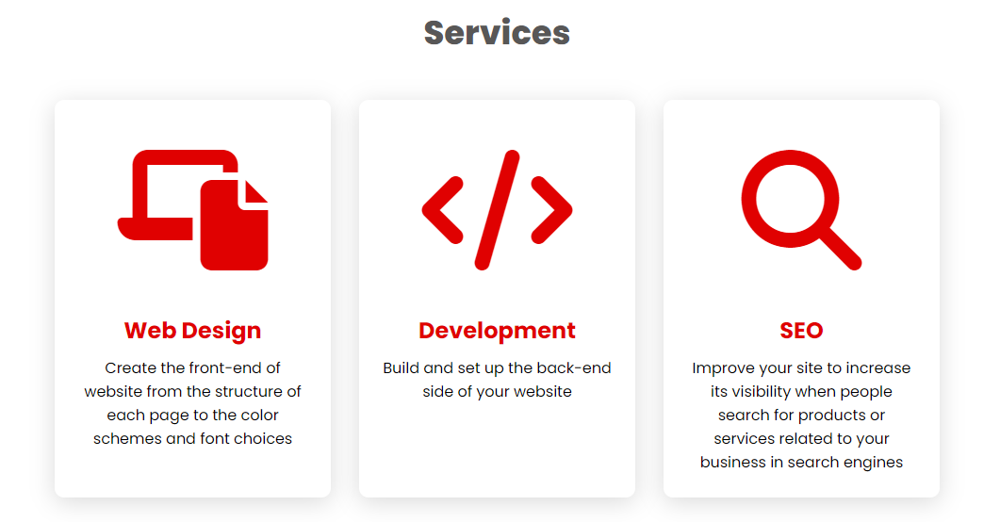 Services
Web Design
Create the front-end of
website from the structure of
each page to the color
schemes and font choices
Development
Build and set up the back-end
side of your website
SEO
Improve your site to increase
its visibility when people
search for products or
services related to your
business in search engines